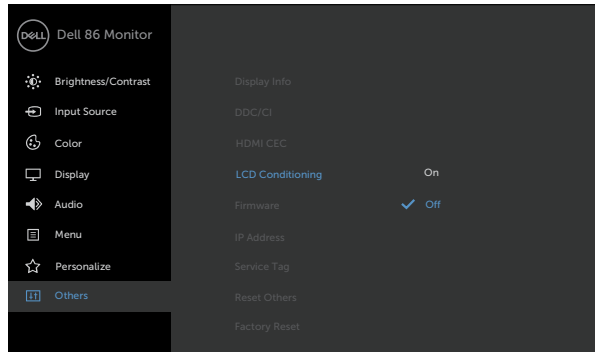 DELL Dell 86 Monitor
Brightness/Contrast
Input Source
Color
Display
Audio
Menu
Personalize
Others
Display Info
DDC/CI
HDMI CEC
LCD Conditioning On
Firmware Off
IP Address
Service Tag
Reset Others
Factory Reset